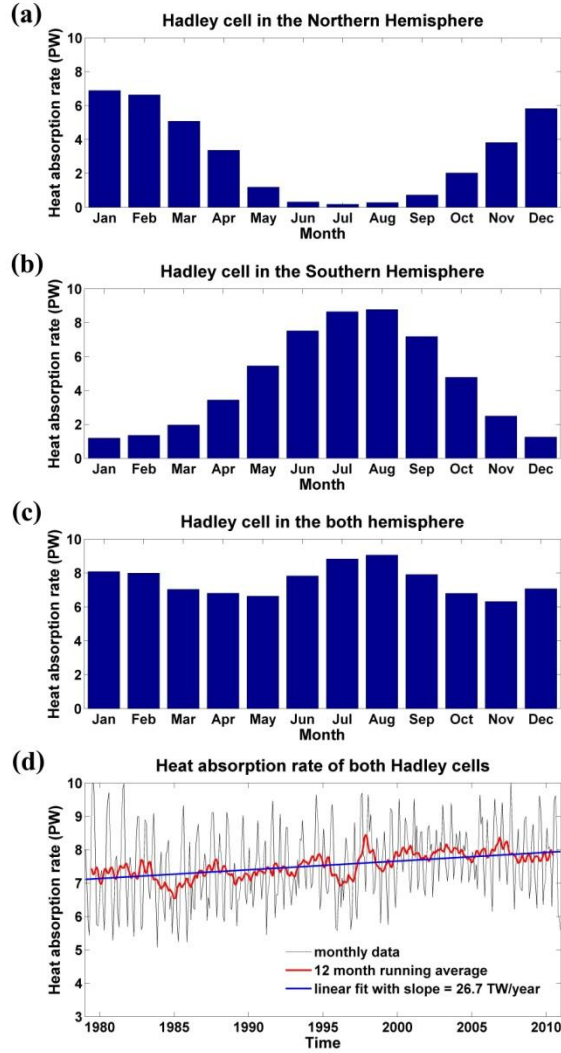 (a)
Hadley cell in the Northern Hemisphere
Heat absorption rate (PW)
10
8
6
4
2
0
Jan Feb Mar Apr May Jun Jul Aug Sep Oct Nov Dec
Month
(b)
Hadley cell in the Southern Hemisphere
Heat absorption rate (PW)
10
8
6
4
2
0
Jan Feb Mar Apr May Jun Jul Aug Sep Oct Nov Dec
Month
(c)
Hadley cell in the both hemisphere
Heat absorption rate (PW)
10
8
6
4
2
0
Jan Feb Mar Apr May Jun Jul Aug Sep Oct Nov Dec
Month
(d)
Heat absorption rate of both Hadley cells
Heat absorption rate (PW)
10
9
8
7
6
5
4
3
monthly data
12 month running average
linear fit with slope = 26.7 TW/year
1980 1985 1990 1995 2000 2005 2010
Time